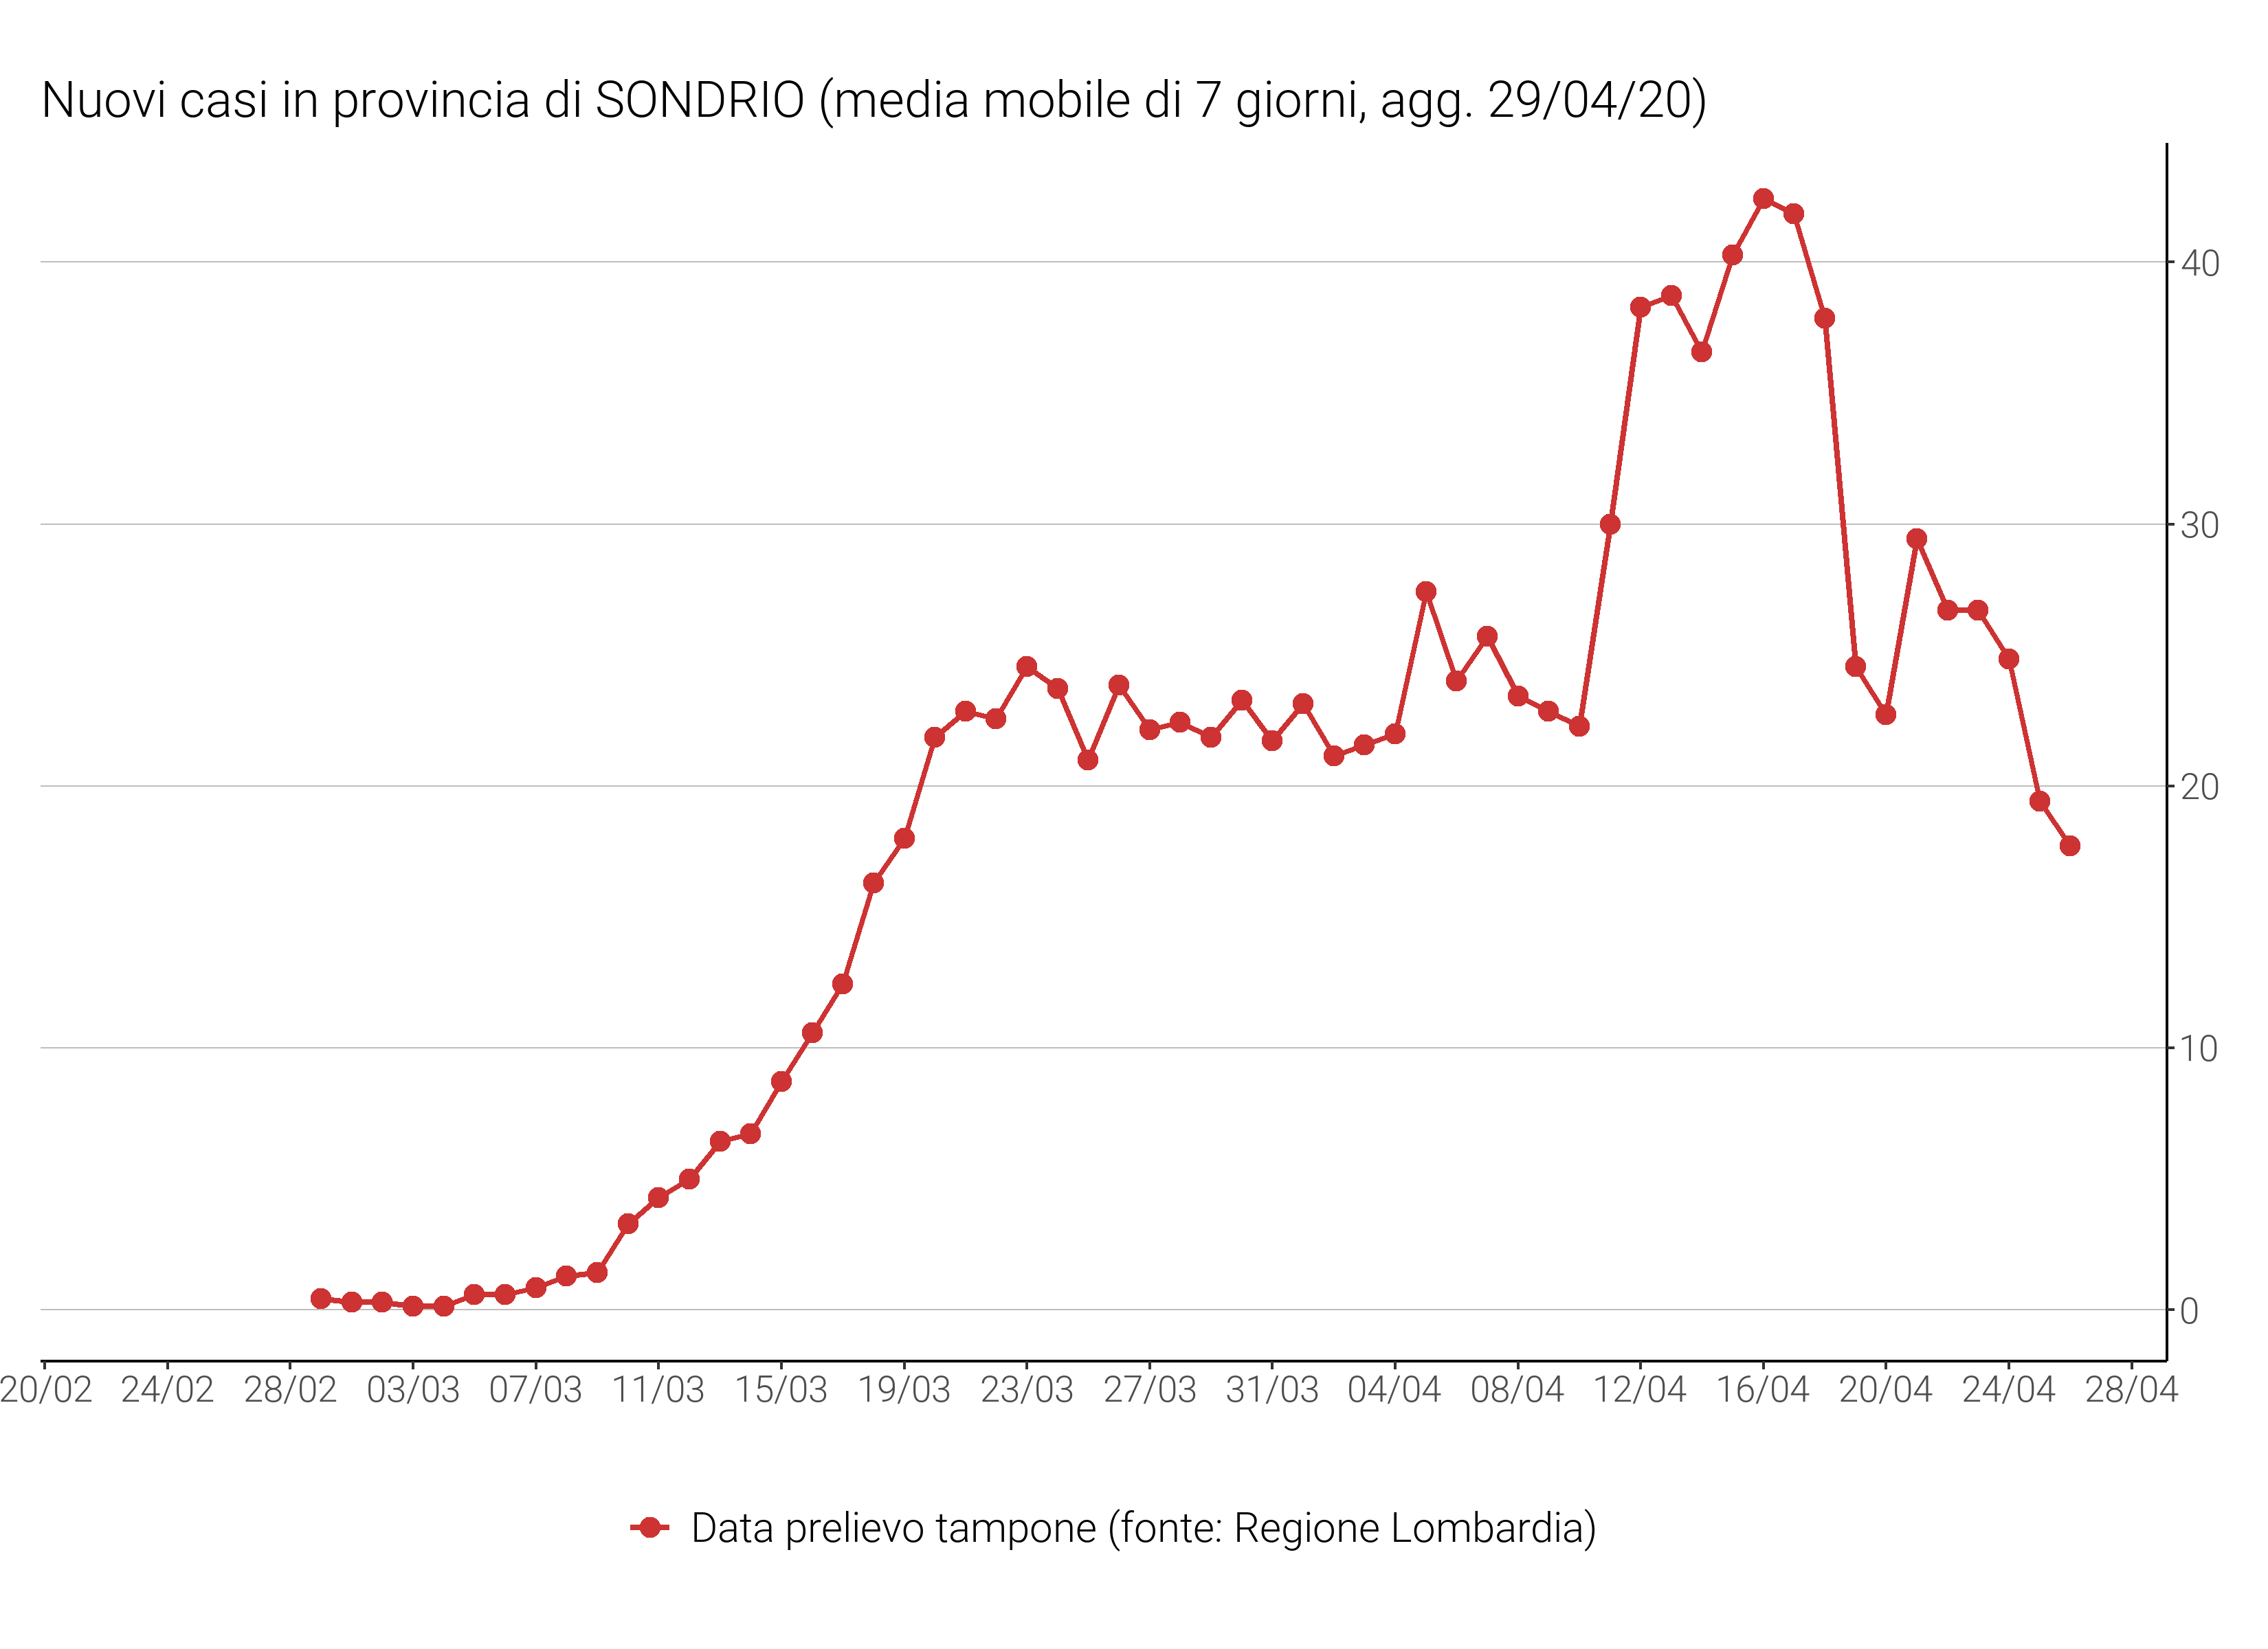 Nuovi casi in provincia di SONDRIO (media mobile di 7 giorni, agg. 29/04/20)
40
30
20
10
0
20/02 24/02 28/02 03/03 07/03 11/03 15/03 19/03 23/03 27/03 31/03 04/04 08/04 12/04 16/04 20/04 24/04 28/04
Data prelievo tampone (fonte: Regione Lombardia)